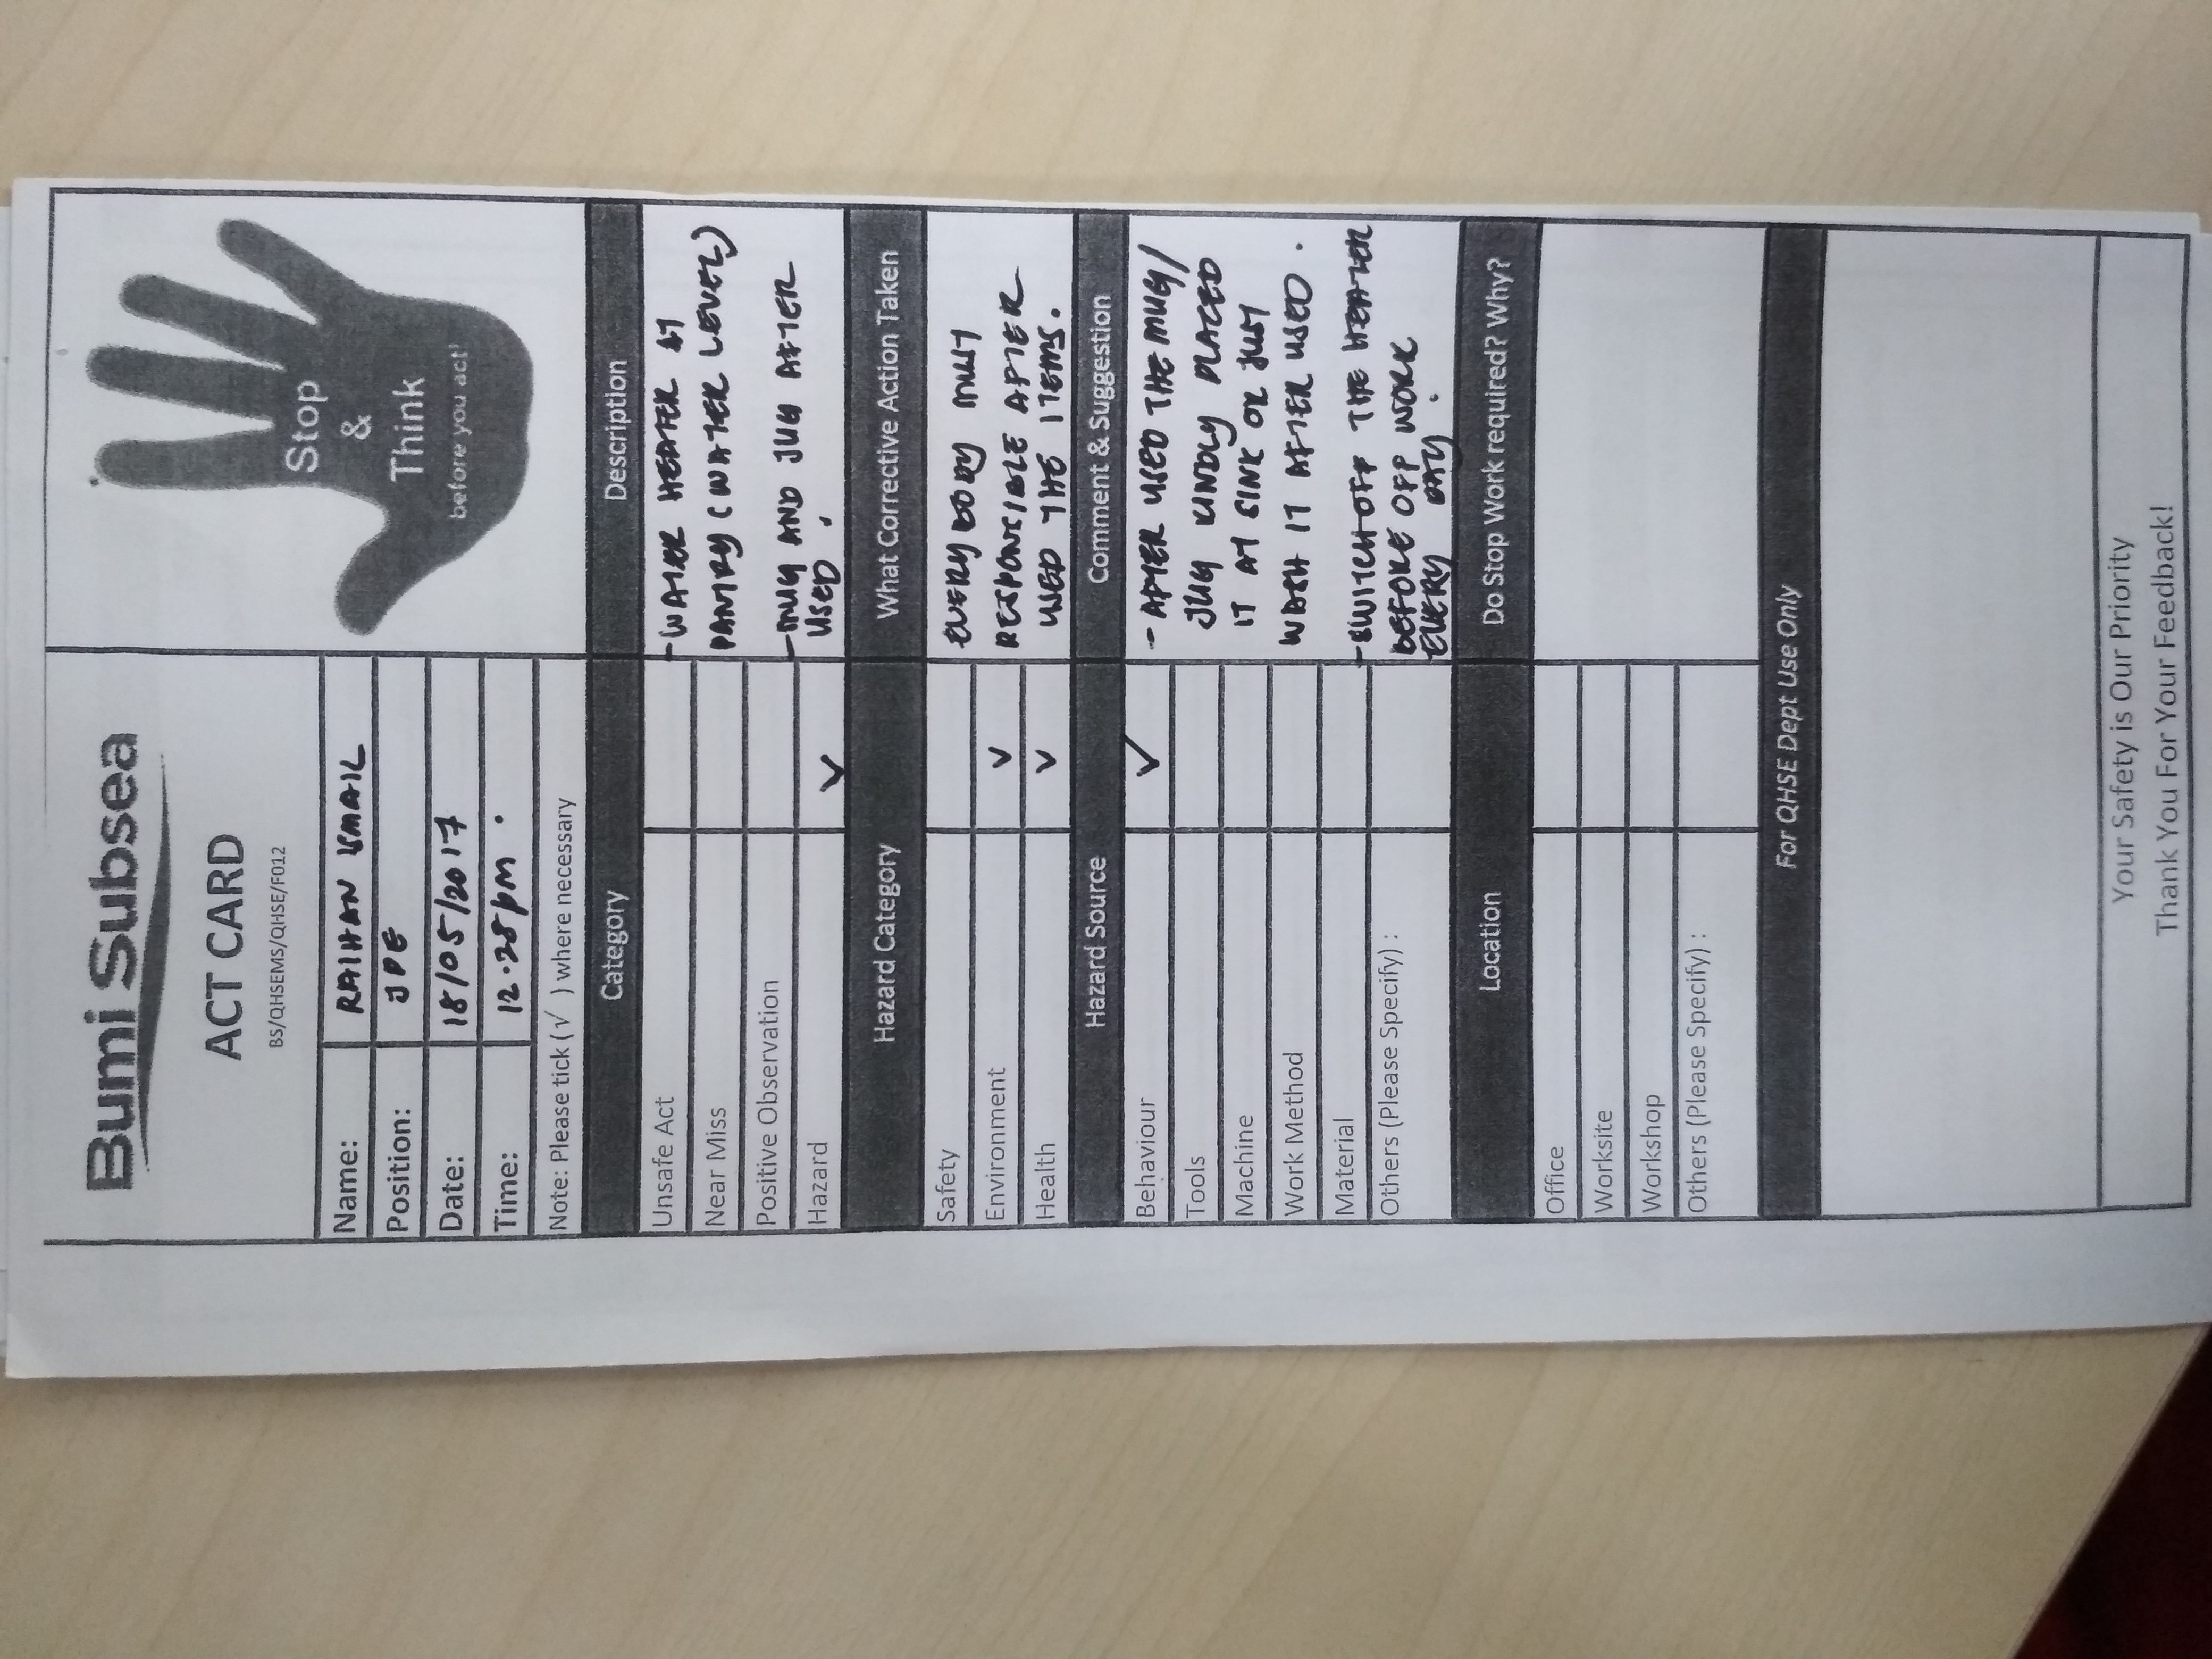 Bumi Subsea
ACT CARD
BS/QHSEMS/QHSE/F012
Stop
&
Think
before you act'
Name: RAIHAN ISMAIL
Position: JPE
Date: 18/05/2017
Time: 12.28pm.
Note: Please tick (√ ) where necessary
Category
Description
Unsafe Act
Near Miss
Positive Observation
Hazard ✓
- WATER HEATER AT
PANTRY (WATER LEVEL)
- MUG AND JUG AFTER
USED.
Hazard Category
What Corrective Action Taken
Safety
Environment ✓
Health ✓
EVERYBODY MUST
RESPONSIBLE AFTER
USED THE ITEMS.
Hazard Source
Comment & Suggestion
Behaviour ✓
Tools
Machine
Work Method
Material
Others (Please Specify) :
- AFTER USED THE MUG/
JUG KINDLY PLACED
IT AT SINK OR JUST
WASH IT AFTER USED.
- SWITCH OFF THE HEATER
BEFORE OFF WORK
EVERY DAY.
Location
Do Stop Work required? Why?
Office
Worksite
Workshop
Others (Please Specify) :
For QHSE Dept Use Only
Your Safety is Our Priority
Thank You For Your Feedback!